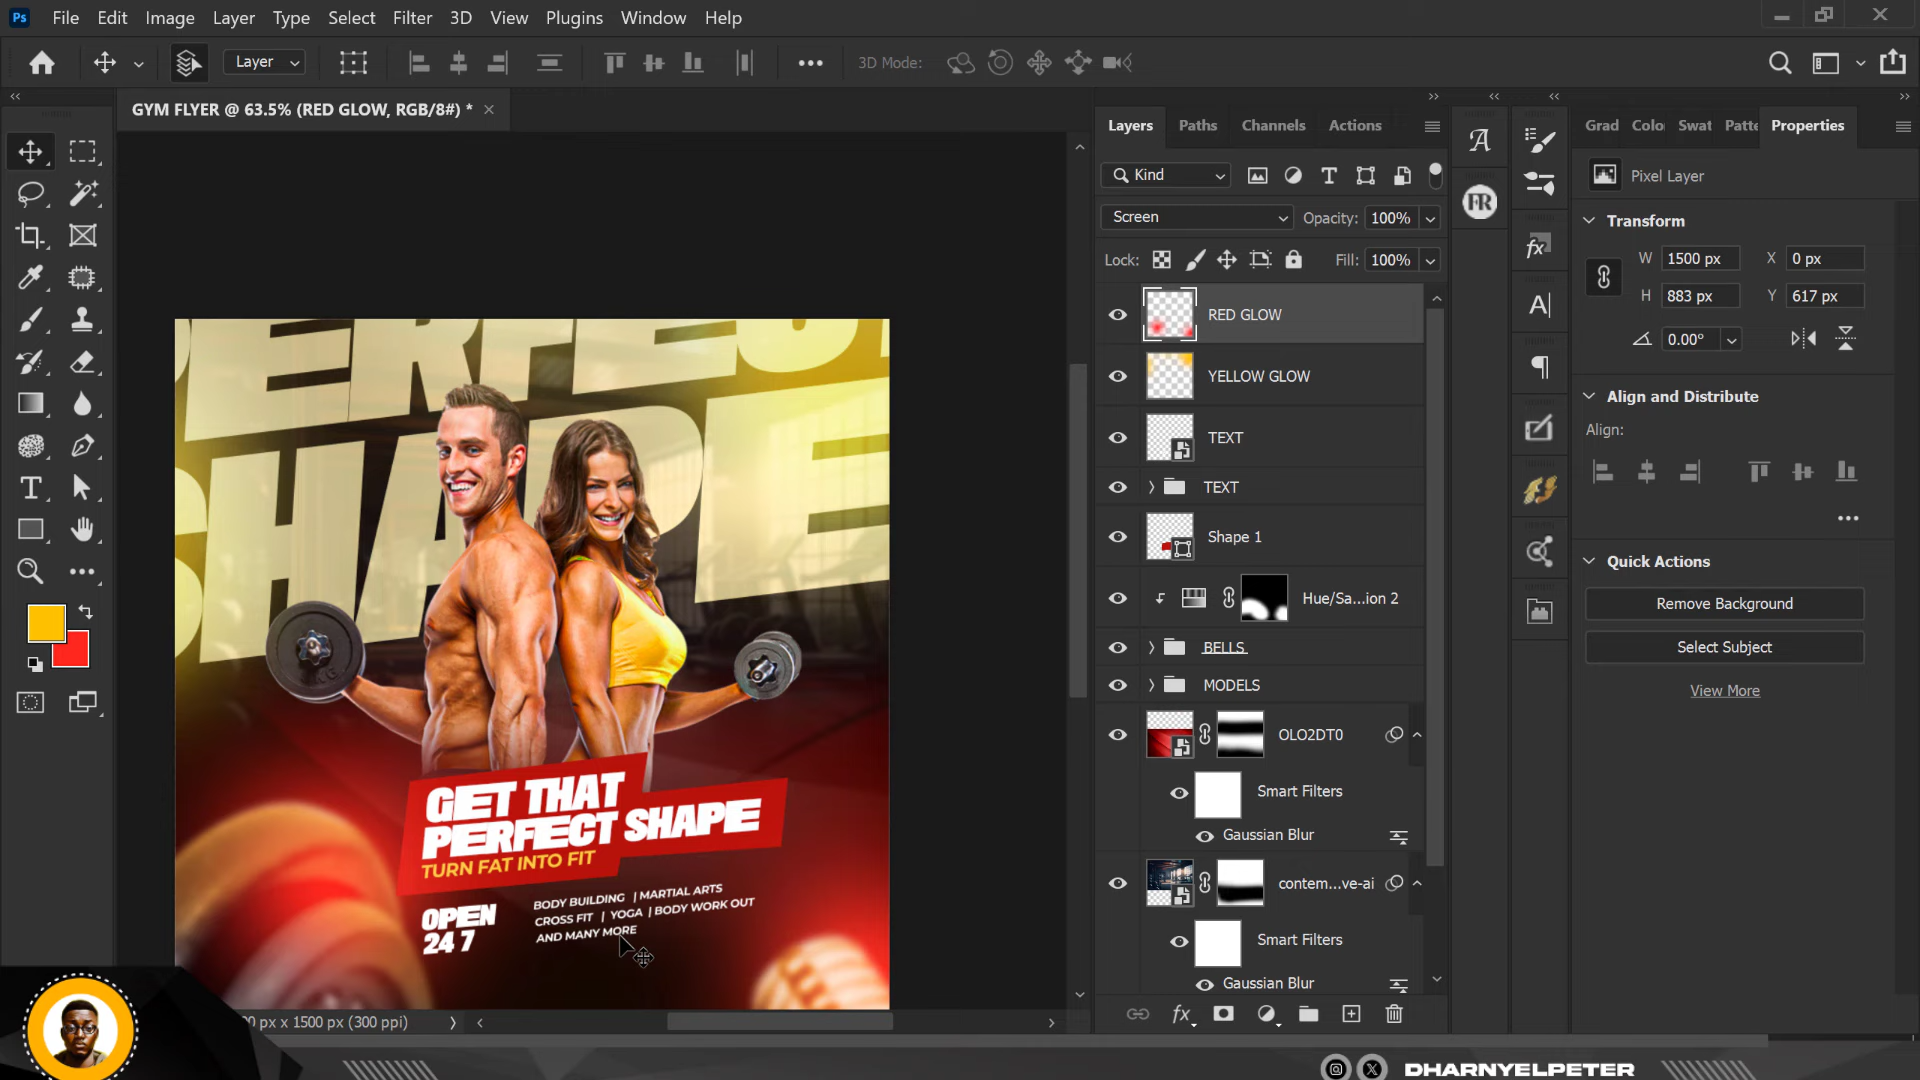 Ps File Edit Image Layer Type Select Filter 3D View Plugins Window Help
Layer
3D Mode:
GYM FLYER @ 63.5% (RED GLOW, RGB/8#) *
Layers Paths Channels Actions
Kind
Screen Opacity: 100%
Lock: Fill: 100%
RED GLOW
YELLOW GLOW
TEXT
TEXT
Shape 1
Hue/Sa...ion 2
BELLS
MODELS
OLO2DT0
Smart Filters
Gaussian Blur
contem...ve-ai
Smart Filters
Gaussian Blur
FR
Grad Colo Swat Patte Properties
Pixel Layer
Transform
W 1500 px X 0 px
H 883 px Y 617 px
0.00°
Align and Distribute
Align:
Quick Actions
Remove Background
Select Subject
View More
PERFECT
SHAPE
KG
GET THAT
PERFECT SHAPE
TURN FAT INTO FIT
OPEN
24 7
BODY BUILDING | MARTIAL ARTS
CROSS FIT | YOGA | BODY WORK OUT
AND MANY MORE
0 px x 1500 px (300 ppi)
DHARNYELPETER